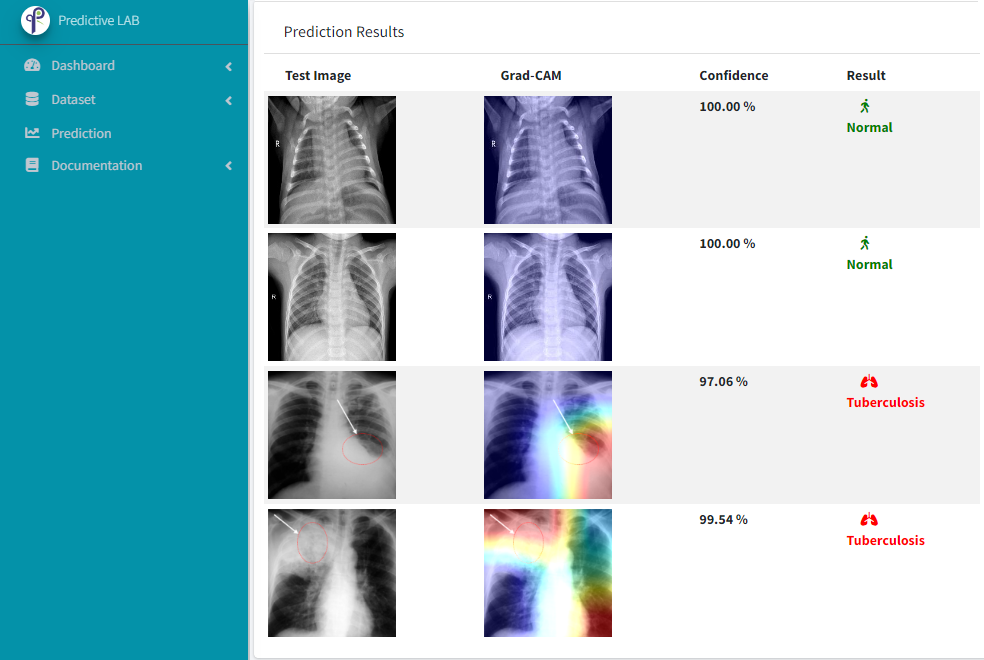 Predictive LAB
Dashboard
Dataset
Prediction
Documentation
Prediction Results
Test Image Grad-CAM Confidence Result
R R 100.00 %
Normal
R R 100.00 %
Normal
97.06 %
Tuberculosis
99.54 %
Tuberculosis